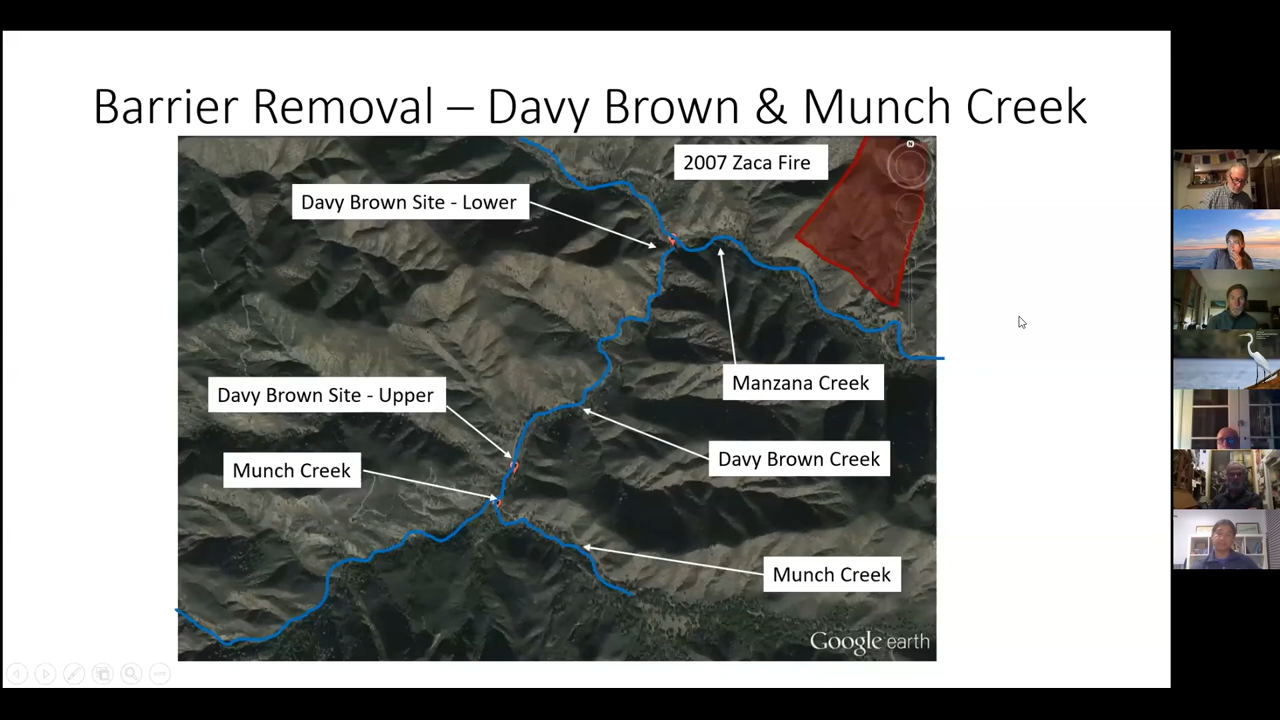 Barrier Removal – Davy Brown & Munch Creek
2007 Zaca Fire
Davy Brown Site - Lower
Manzana Creek
Davy Brown Site - Upper
Davy Brown Creek
Munch Creek
Munch Creek
Google earth